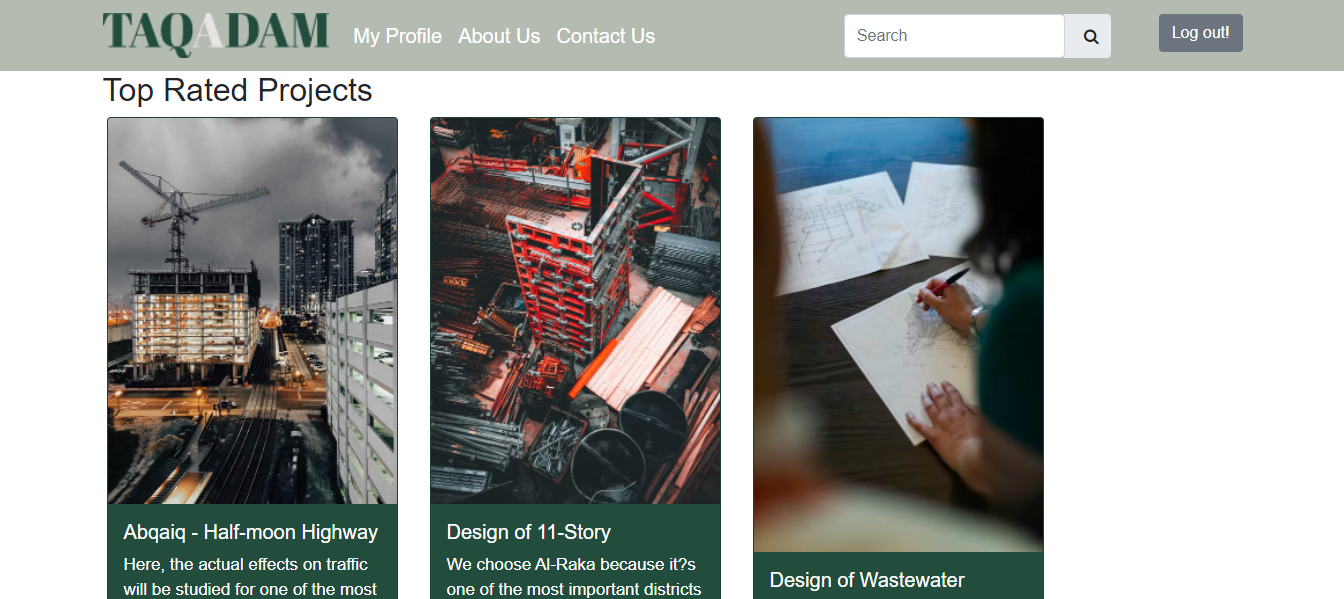 TAQADAM
My Profile About Us Contact Us
Search
Log out!
Top Rated Projects
Abqaiq - Half-moon Highway
Here, the actual effects on traffic
will be studied for one of the most
Design of 11-Story
We choose Al-Raka because it?s
one of the most important districts
Design of Wastewater